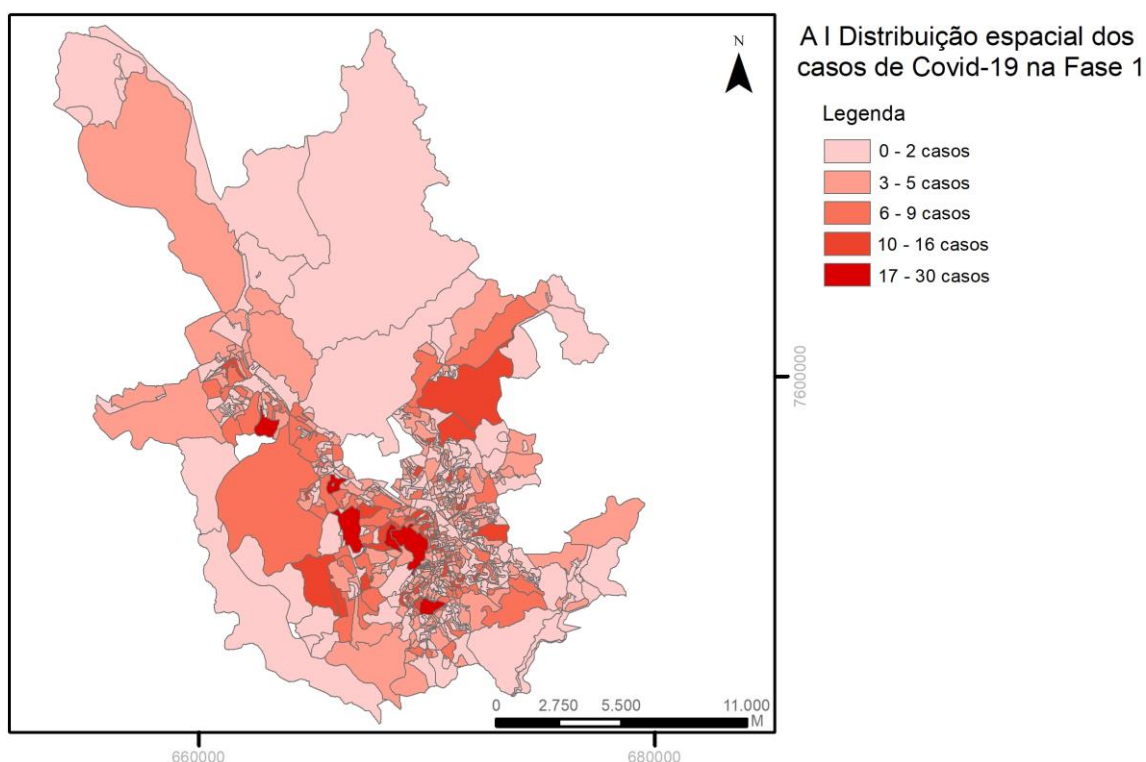 N
A I Distribuição espacial dos
casos de Covid-19 na Fase 1
Legenda
0 - 2 casos
3 - 5 casos
6 - 9 casos
10 - 16 casos
17 - 30 casos
7600000
0 2.750 5.500 11.000
M
660000 680000